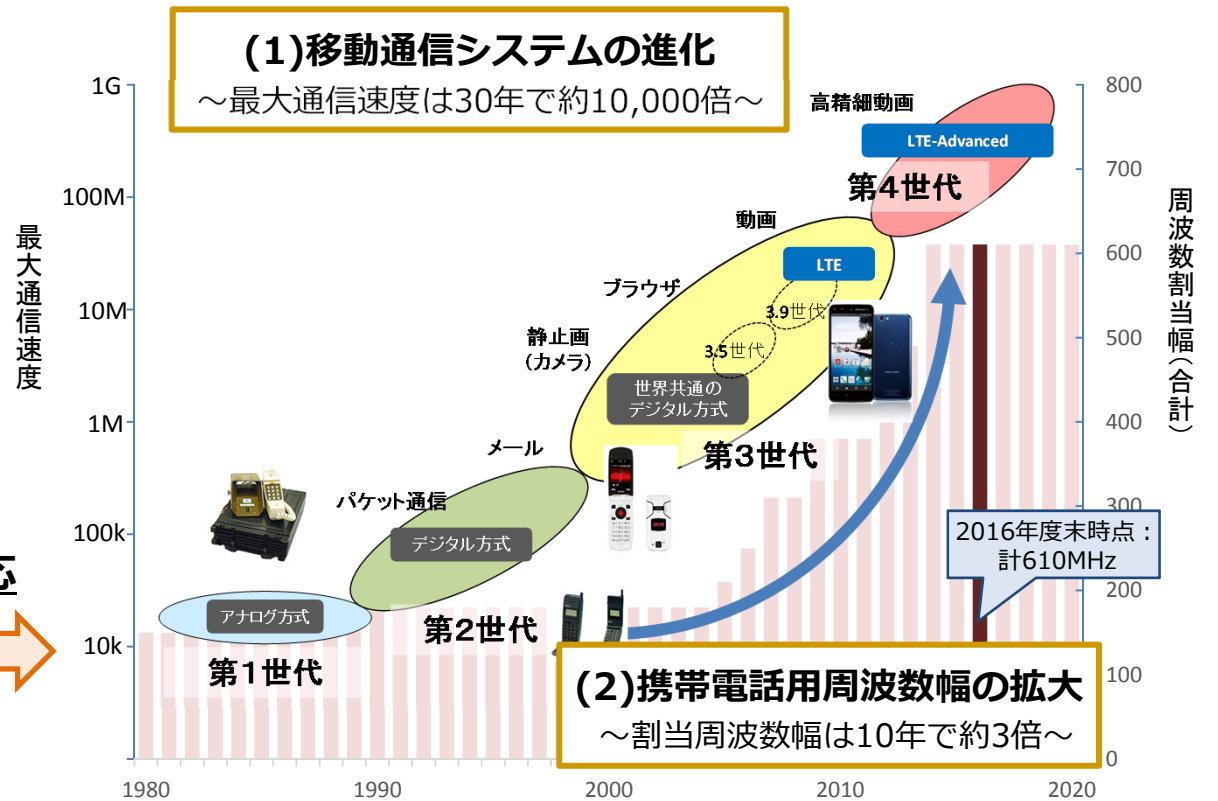 (1)移動通信システムの進化
～最大通信速度は30年で約10,000倍～
最大通信速度
1G
100M
10M
1M
100k
10k
周波数割当幅(合計)
800
700
600
500
400
300
200
100
0
高精細動画
LTE-Advanced
第4世代
動画
LTE
ブラウザ
3.9世代
静止画
(カメラ)
3.5世代
世界共通の
デジタル方式
第3世代
メール
パケット通信
デジタル方式
第2世代
アナログ方式
第1世代
応
2016年度末時点：
計610MHz
(2)携帯電話用周波数幅の拡大
～割当周波数幅は10年で約3倍～
1980
1990
2000
2010
2020